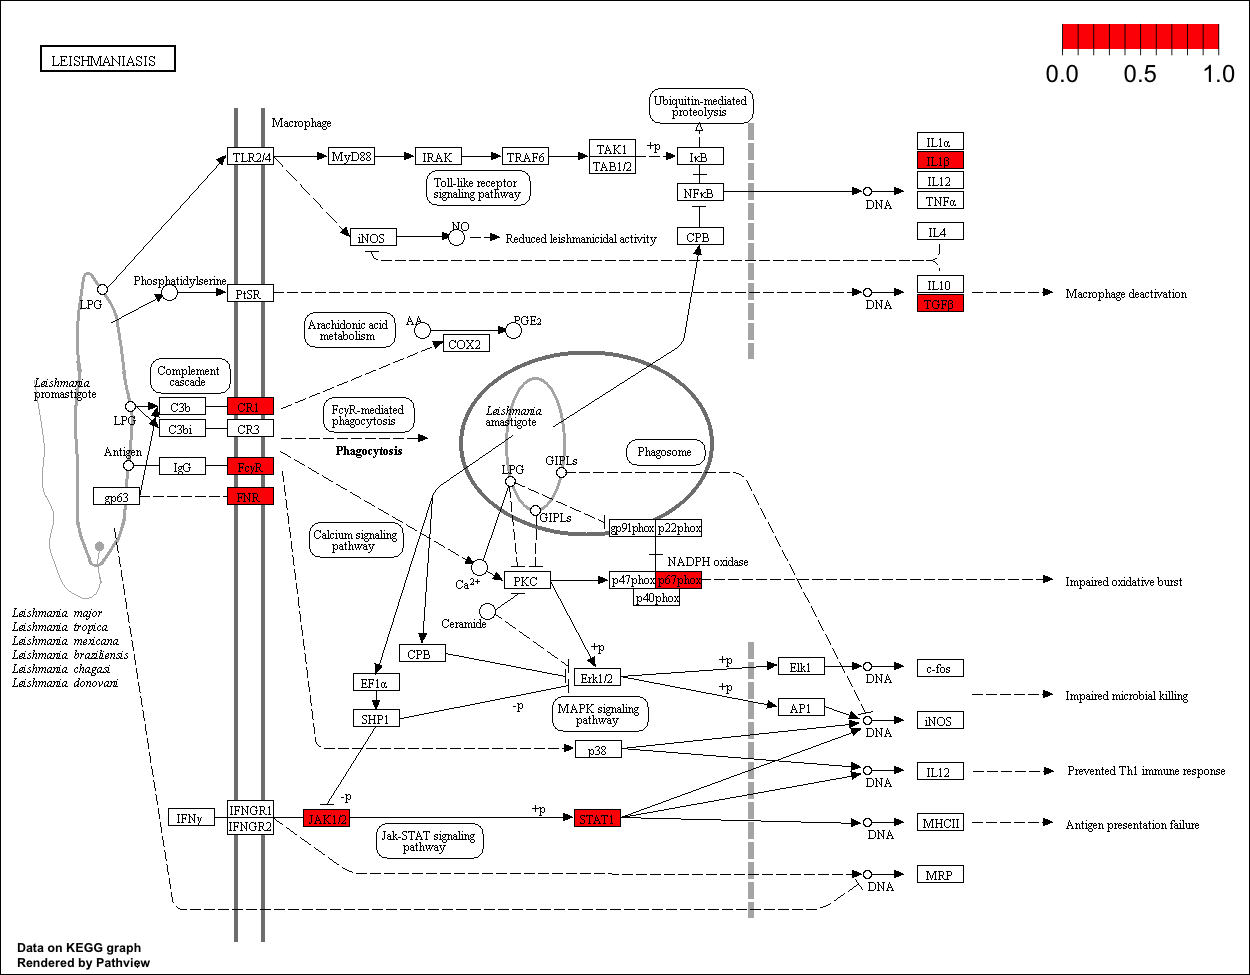 LEISHMANIASIS
0.0 0.5 1.0
Macrophage
Ubiquitin-mediated
proteolysis
TLR2/4
MyD88
IRAK
TRAF6
TAK1
TAB1/2
+p
IκB
Toll-like receptor
signaling pathway
NFκB
DNA
IL1α
IL1β
IL12
TNFα
iNOS
NO
Reduced leishmanicidal activity
CPB
IL4
Phosphatidylserine
LPG
PtSR
DNA
IL10
TGFβ
Macrophage deactivation
Arachidonic acid
metabolism
AA
PGE2
COX2
Complement
cascade
Leishmania
promastigote
LPG
C3b
CR1
C3bi
CR3
FcγR-mediated
phagocytosis
Phagocytosis
Leishmania
amastigote
Phagosome
Antigen
IgG
FcγR
gp63
FNR
LPG
GIPLs
GIPLs
gp91phox
p22phox
Calcium signaling
pathway
NADPH oxidase
Ca2+
PKC
p47phox
p67phox
p40phox
Impaired oxidative burst
Ceramide
Leishmania major
Leishmania tropica
Leishmania mexicana
Leishmania braziliensis
Leishmania chagasi
Leishmania donovani
+p
CPB
EF1α
SHP1
-p
Erk1/2
+p
+p
MAPK signaling
pathway
Elk1
DNA
c-fos
AP1
Impaired microbial killing
DNA
iNOS
p38
DNA
IL12
Prevented Th1 immune response
IFNγ
IFNGR1
IFNGR2
-p
JAK1/2
+p
STAT1
Jak-STAT signaling
pathway
DNA
MHCII
Antigen presentation failure
DNA
MRP
Data on KEGG graph
Rendered by Pathview